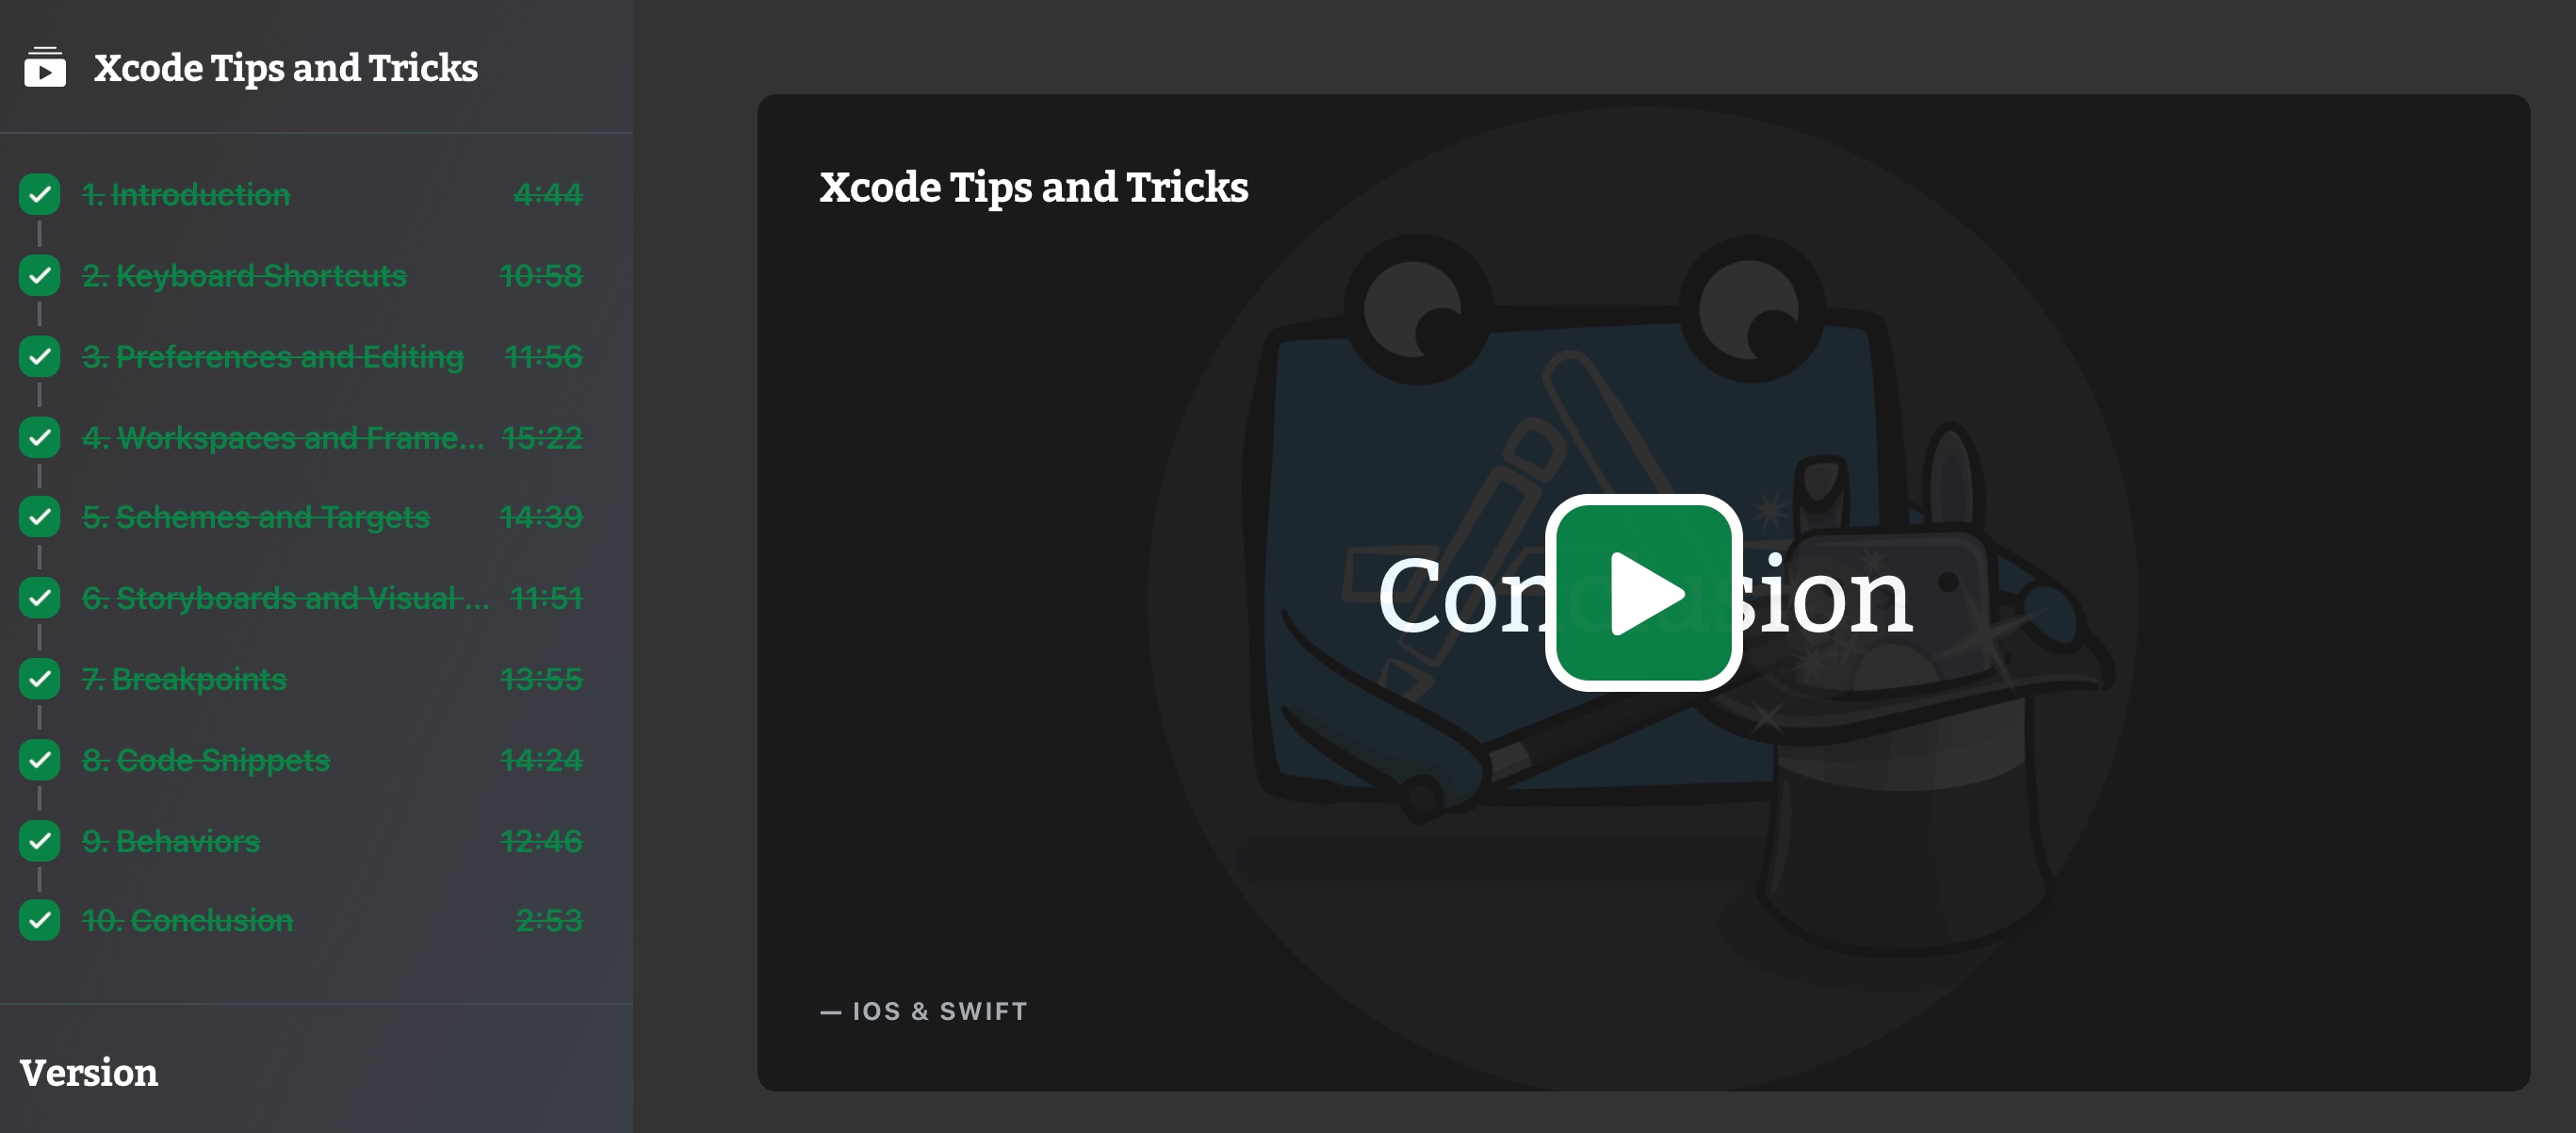 Xcode Tips and Tricks
1. Introduction 4:44
2. Keyboard Shortcuts 10:58
3. Preferences and Editing 11:56
4. Workspaces and Frame... 15:22
5. Schemes and Targets 14:39
6. Storyboards and Visual ... 11:51
7. Breakpoints 13:55
8. Code Snippets 14:24
9. Behaviors 12:46
10. Conclusion 2:53
Version
Xcode Tips and Tricks
Conclusion
— IOS & SWIFT